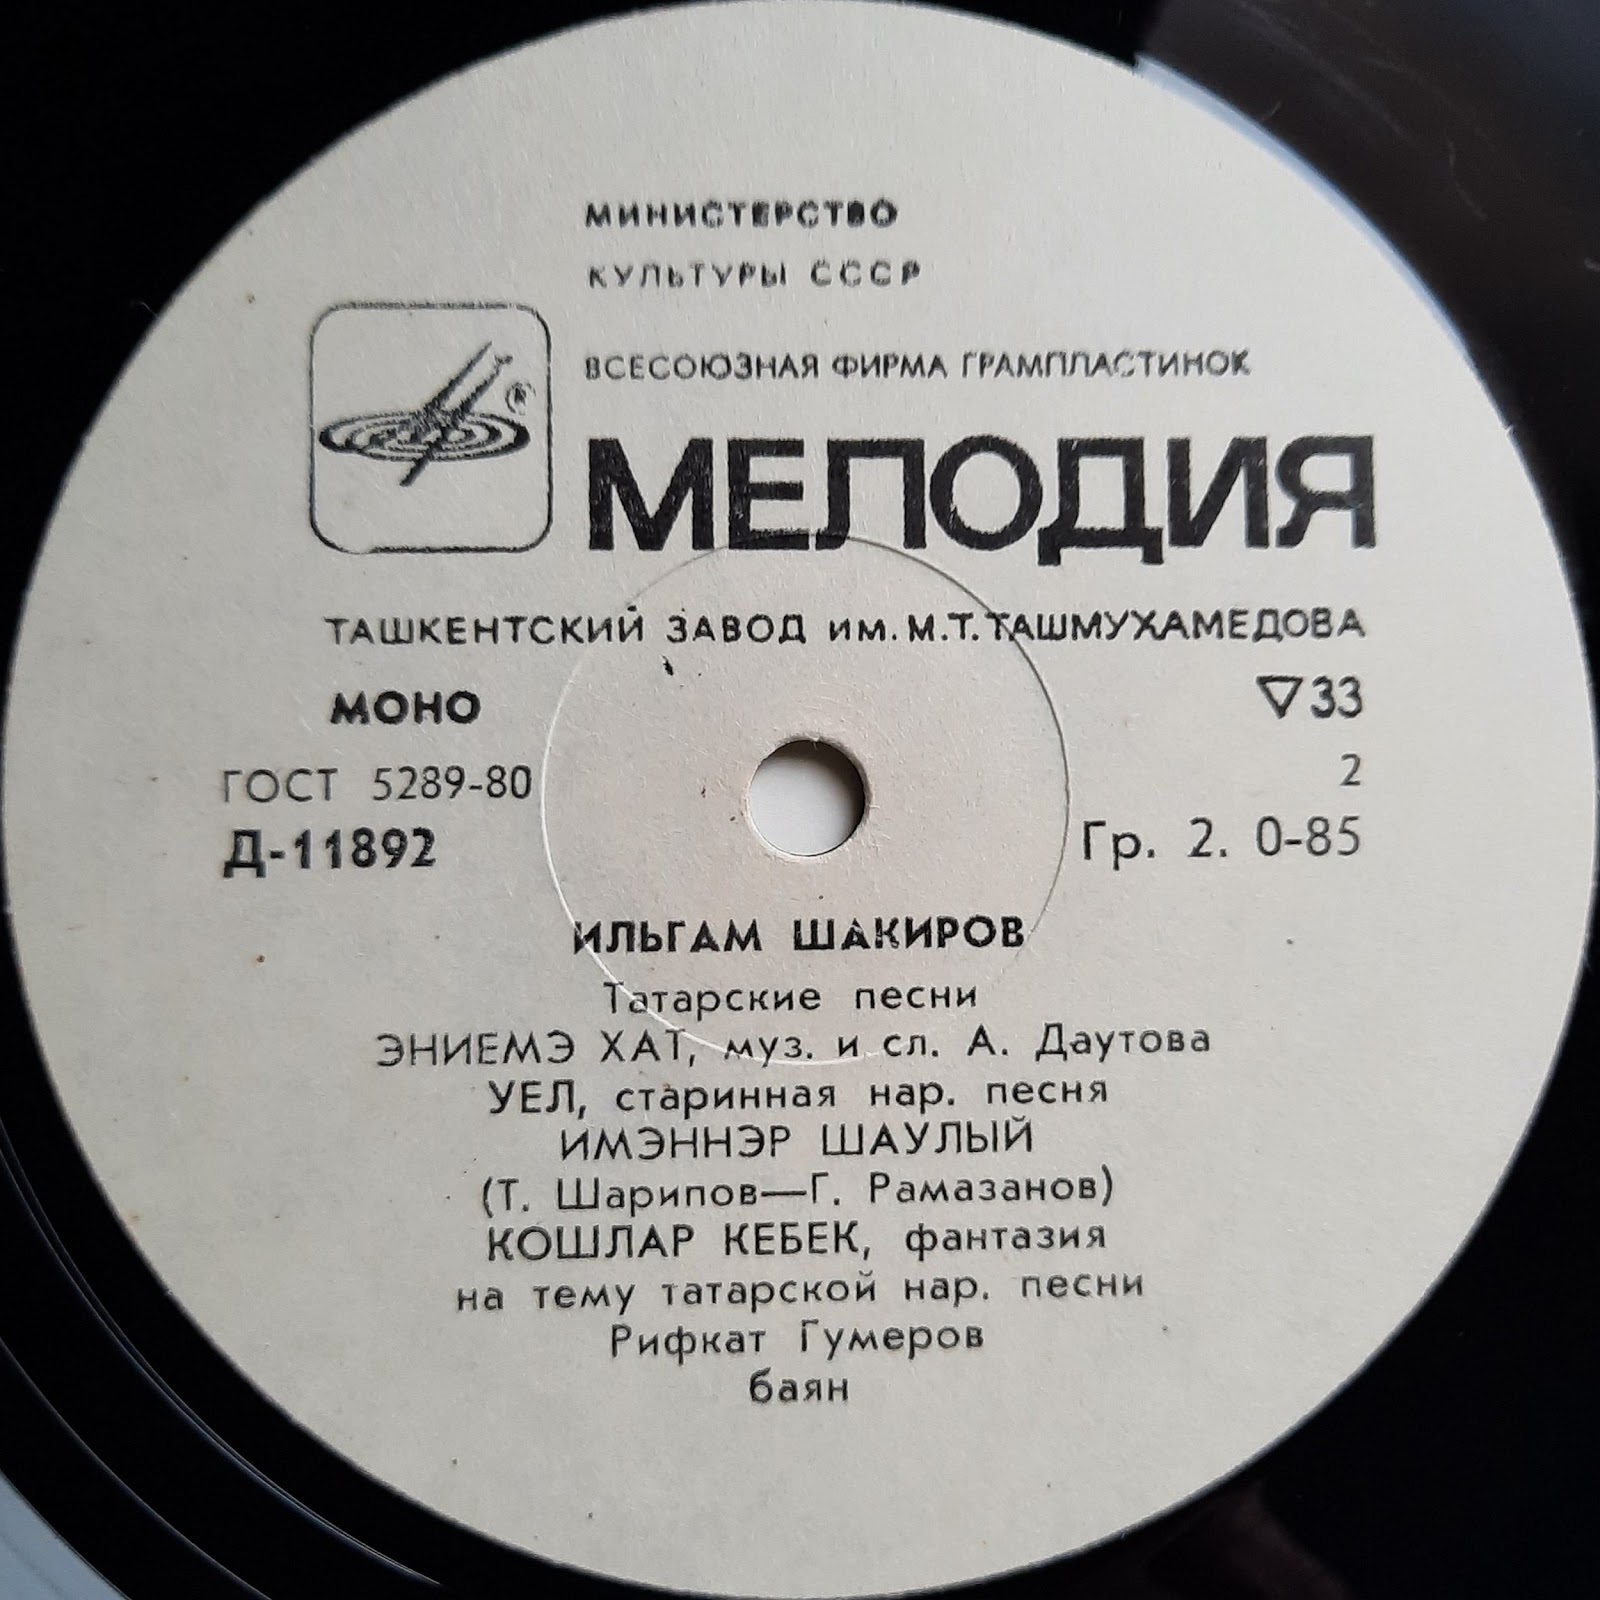 МИНИСТЕРСТВО
КУЛЬТУРЫ СССР
ВСЕСОЮЗНАЯ ФИРМА ГРАМПЛАСТИНОК
®
МЕЛОДИЯ
ТАШКЕНТСКИЙ ЗАВОД ИМ. М.Т. ТАШМУХАМЕДОВА
МОНО ▽33
ГОСТ 5289-80 2
Д-11892 Гр. 2. 0-85
ИЛЬГАМ ШАКИРОВ
Татарские песни
ЭНИЕМЭ ХАТ, муз. и сл. А. Даутова
УЕЛ, старинная нар. песня
ИМЭННЭР ШАУЛЫЙ
(Т. Шарипов—Г. Рамазанов)
КОШЛАР КЕБЕК, фантазия
на тему татарской нар. песни
Рифкат Гумеров
баян